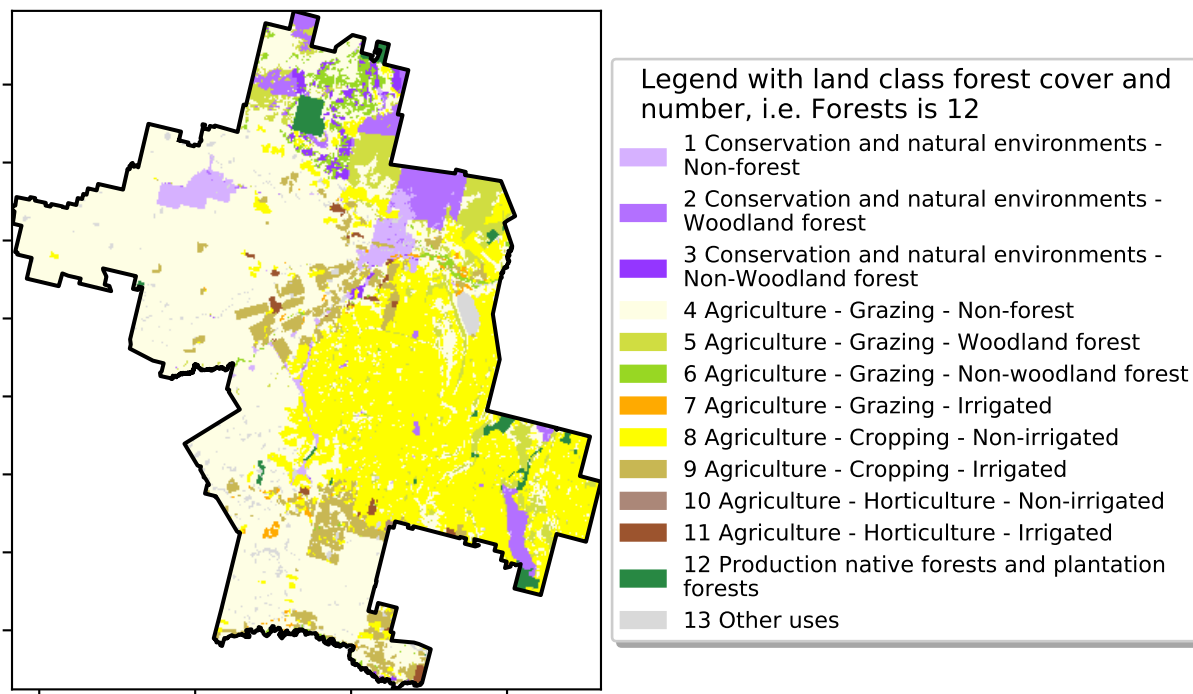 Legend with land class forest cover and
number, i.e. Forests is 12
1 Conservation and natural environments -
Non-forest
2 Conservation and natural environments -
Woodland forest
3 Conservation and natural environments -
Non-Woodland forest
4 Agriculture - Grazing - Non-forest
5 Agriculture - Grazing - Woodland forest
6 Agriculture - Grazing - Non-woodland forest
7 Agriculture - Grazing - Irrigated
8 Agriculture - Cropping - Non-irrigated
9 Agriculture - Cropping - Irrigated
10 Agriculture - Horticulture - Non-irrigated
11 Agriculture - Horticulture - Irrigated
12 Production native forests and plantation
forests
13 Other uses